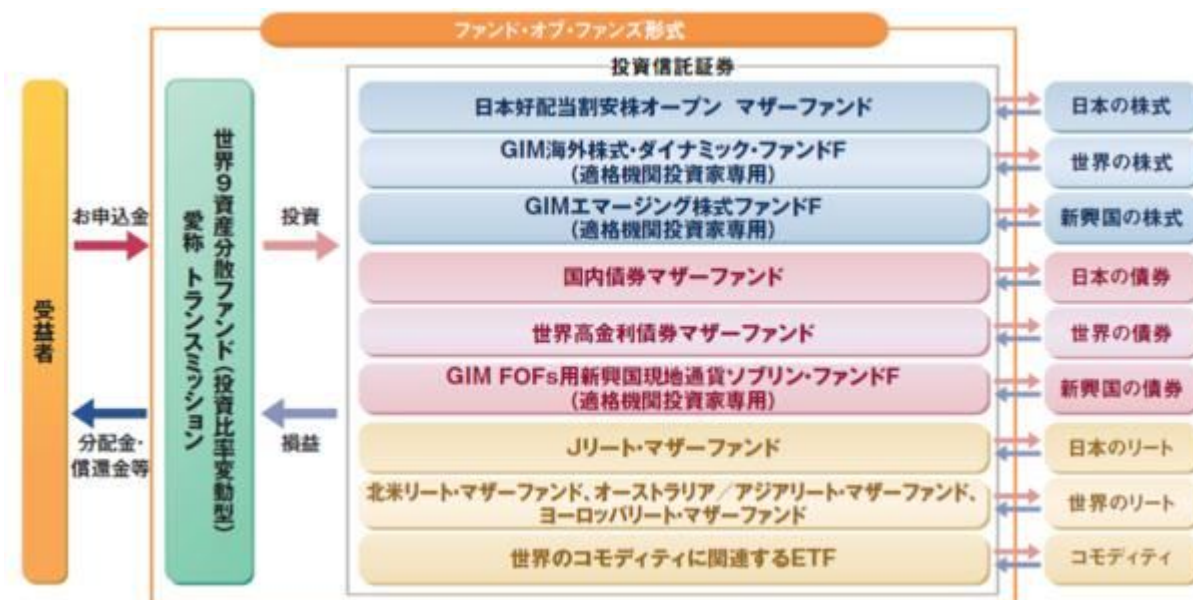 ファンド・オブ・ファンズ形式
投資信託証券
受益者
お申込金
分配金・
償還金等
世界9資産分散ファンド(投資比率変動型)
愛称 トランスミッション
投資
損益
日本好配当割安株オープン マザーファンド
日本の株式
GIM海外株式・ダイナミック・ファンドF
(適格機関投資家専用)
世界の株式
GIMエマージング株式ファンドF
(適格機関投資家専用)
新興国の株式
国内債券マザーファンド
日本の債券
世界高金利債券マザーファンド
世界の債券
GIM FOFs用新興国現地通貨ソブリン・ファンドF
(適格機関投資家専用)
新興国の債券
Jリート・マザーファンド
日本のリート
北米リート・マザーファンド、オーストラリア/アジアリート・マザーファンド、
ヨーロッパリート・マザーファンド
世界のリート
世界のコモディティに関連するETF
コモディティ